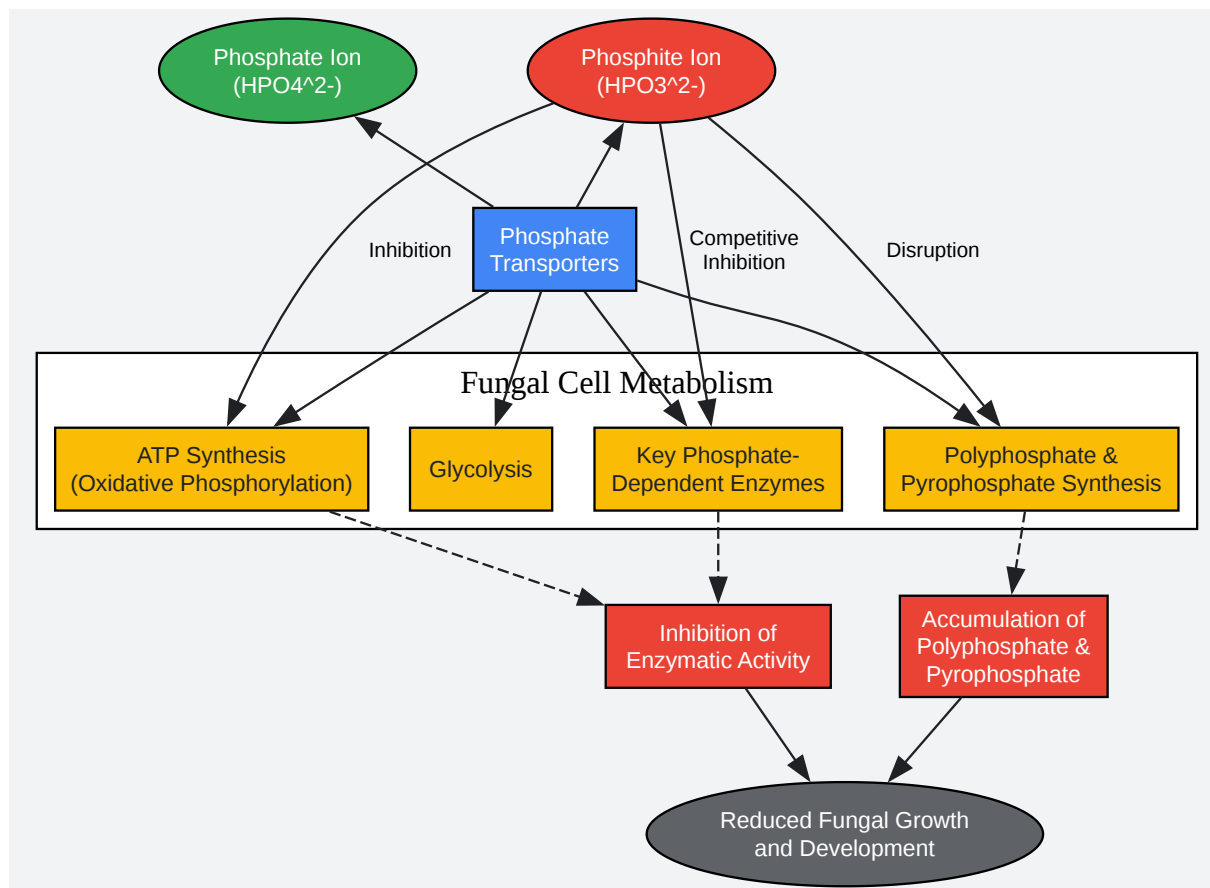 Phosphate Ion
(HPO4^2-)
Phosphite Ion
(HPO3^2-)
Phosphate
Transporters
Inhibition
Competitive
Inhibition
Disruption
Fungal Cell Metabolism
ATP Synthesis
(Oxidative Phosphorylation)
Glycolysis
Key Phosphate-
Dependent Enzymes
Polyphosphate &
Pyrophosphate Synthesis
Inhibition of
Enzymatic Activity
Accumulation of
Polyphosphate &
Pyrophosphate
Reduced Fungal Growth
and Development